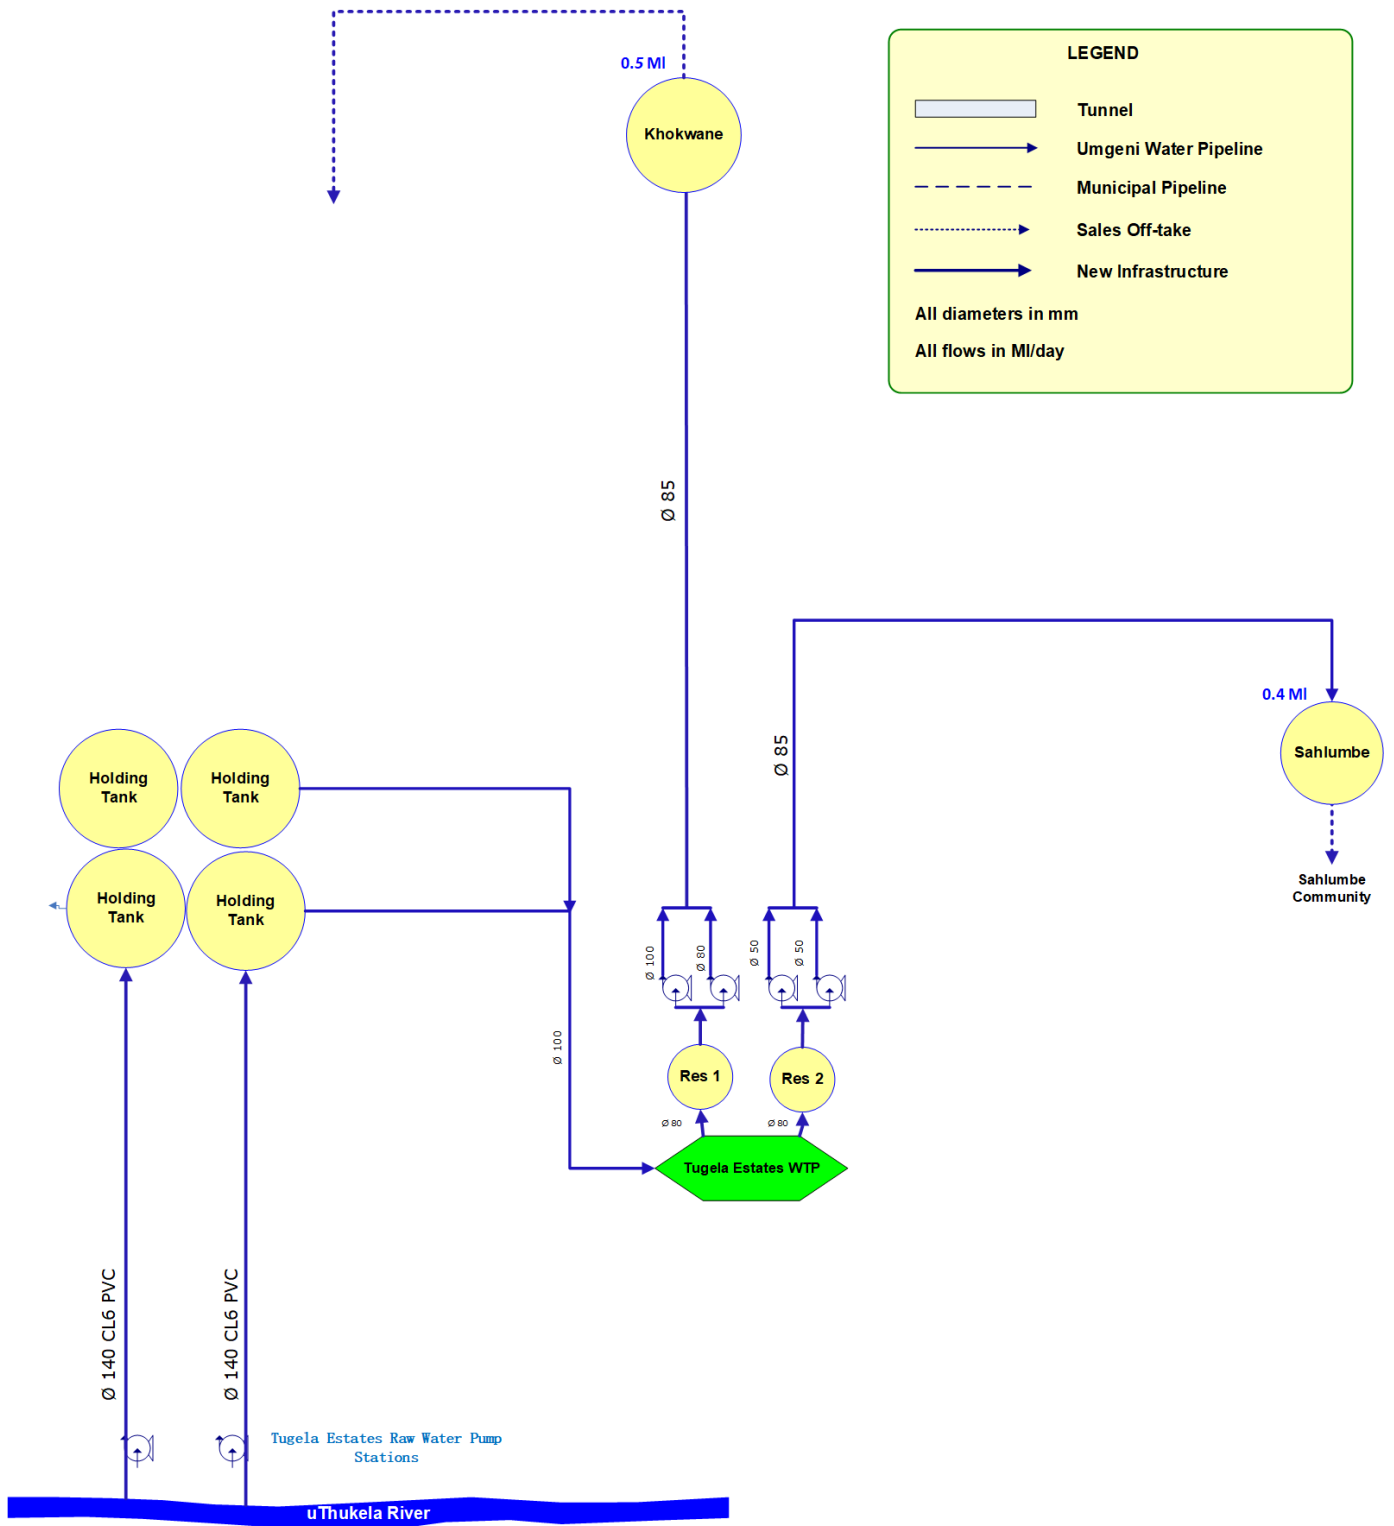 0.5 Ml
Khokwane
LEGEND
Tunnel
Umgeni Water Pipeline
Municipal Pipeline
Sales Off-take
New Infrastructure
All diameters in mm
All flows in Ml/day
Ø 85
Ø 85
0.4 Ml
Sahlumbe
Sahlumbe
Community
Holding
Tank
Holding
Tank
Holding
Tank
Holding
Tank
Ø 100
Ø 80
Ø 50
Ø 50
Ø 100
Res 1
Res 2
Ø 80
Ø 80
Tugela Estates WTP
Ø 140 CL6 PVC
Ø 140 CL6 PVC
Tugela Estates Raw Water Pump
Stations
uThukela River